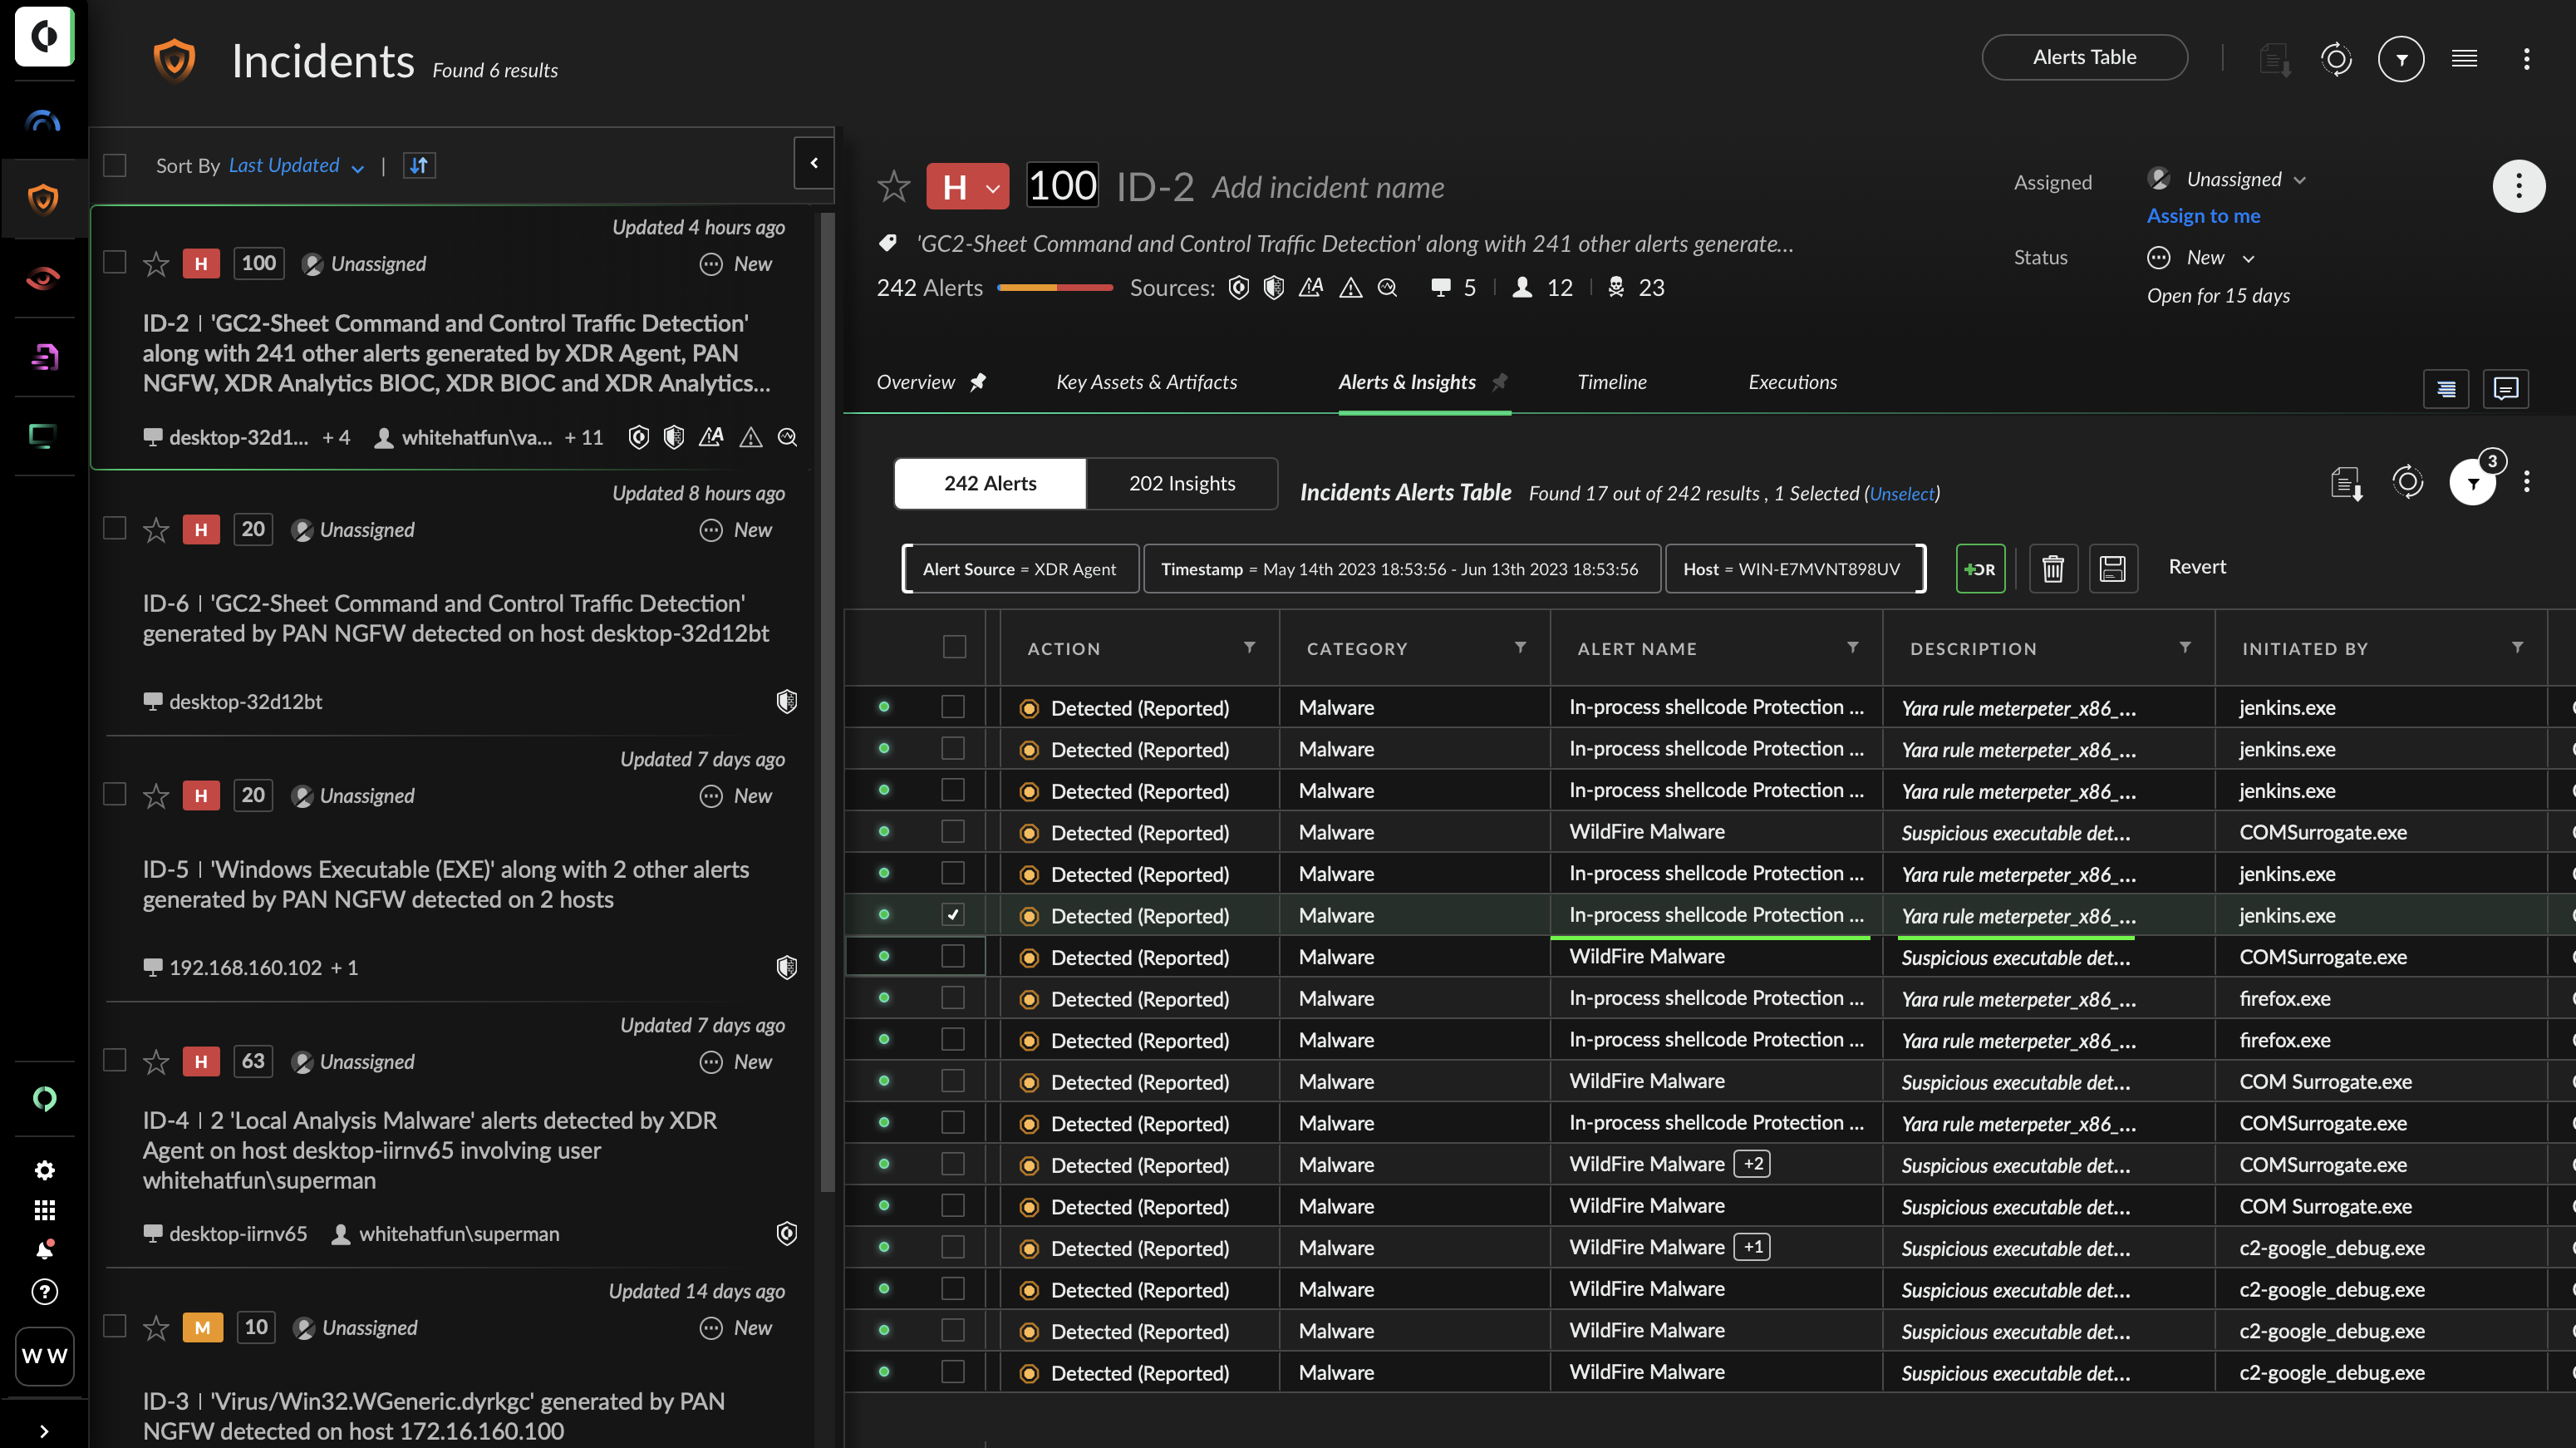 Incidents Found 6 results
Alerts Table
Sort By Last Updated |
Updated 4 hours ago
H 100 Unassigned New
ID-2 | 'GC2-Sheet Command and Control Traffic Detection'
along with 241 other alerts generated by XDR Agent, PAN
NGFW, XDR Analytics BIOC, XDR BIOC and XDR Analytics...
desktop-32d1... + 4 whitehatfun\va... + 11
Updated 8 hours ago
H 20 Unassigned New
ID-6 | 'GC2-Sheet Command and Control Traffic Detection'
generated by PAN NGFW detected on host desktop-32d12bt
desktop-32d12bt
Updated 7 days ago
H 20 Unassigned New
ID-5 | 'Windows Executable (EXE)' along with 2 other alerts
generated by PAN NGFW detected on 2 hosts
192.168.160.102 + 1
Updated 7 days ago
H 63 Unassigned New
ID-4 | 2 'Local Analysis Malware' alerts detected by XDR
Agent on host desktop-iirnv65 involving user
whitehatfun\superman
desktop-iirnv65 whitehatfun\superman
Updated 14 days ago
M 10 Unassigned New
ID-3 | 'Virus/Win32.WGeneric.dyrkgc' generated by PAN
NGFW detected on host 172.16.160.100
W W
H 100 ID-2 Add incident name
'GC2-Sheet Command and Control Traffic Detection' along with 241 other alerts generate...
242 Alerts Sources: 5 | 12 | 23
Assigned Unassigned
Assign to me
Status New
Open for 15 days
Overview Key Assets & Artifacts Alerts & Insights Timeline Executions
242 Alerts 202 Insights Incidents Alerts Table Found 17 out of 242 results , 1 Selected (Unselect) 3
Alert Source = XDR Agent Timestamp = May 14th 2023 18:53:56 - Jun 13th 2023 18:53:56 Host = WIN-E7MVNT898UV +OR Revert
ACTION CATEGORY ALERT NAME DESCRIPTION INITIATED BY
Detected (Reported) Malware In-process shellcode Protection ... Yara rule meterpeter_x86_... jenkins.exe
Detected (Reported) Malware In-process shellcode Protection ... Yara rule meterpeter_x86_... jenkins.exe
Detected (Reported) Malware In-process shellcode Protection ... Yara rule meterpeter_x86_... jenkins.exe
Detected (Reported) Malware WildFire Malware Suspicious executable det... COMSurrogate.exe
Detected (Reported) Malware In-process shellcode Protection ... Yara rule meterpeter_x86_... jenkins.exe
Detected (Reported) Malware In-process shellcode Protection ... Yara rule meterpeter_x86_... jenkins.exe
Detected (Reported) Malware WildFire Malware Suspicious executable det... COMSurrogate.exe
Detected (Reported) Malware In-process shellcode Protection ... Yara rule meterpeter_x86_... firefox.exe
Detected (Reported) Malware In-process shellcode Protection ... Yara rule meterpeter_x86_... firefox.exe
Detected (Reported) Malware WildFire Malware Suspicious executable det... COM Surrogate.exe
Detected (Reported) Malware In-process shellcode Protection ... Yara rule meterpeter_x86_... COMSurrogate.exe
Detected (Reported) Malware WildFire Malware +2 Suspicious executable det... COMSurrogate.exe
Detected (Reported) Malware WildFire Malware Suspicious executable det... COM Surrogate.exe
Detected (Reported) Malware WildFire Malware +1 Suspicious executable det... c2-google_debug.exe
Detected (Reported) Malware WildFire Malware Suspicious executable det... c2-google_debug.exe
Detected (Reported) Malware WildFire Malware Suspicious executable det... c2-google_debug.exe
Detected (Reported) Malware WildFire Malware Suspicious executable det... c2-google_debug.exe